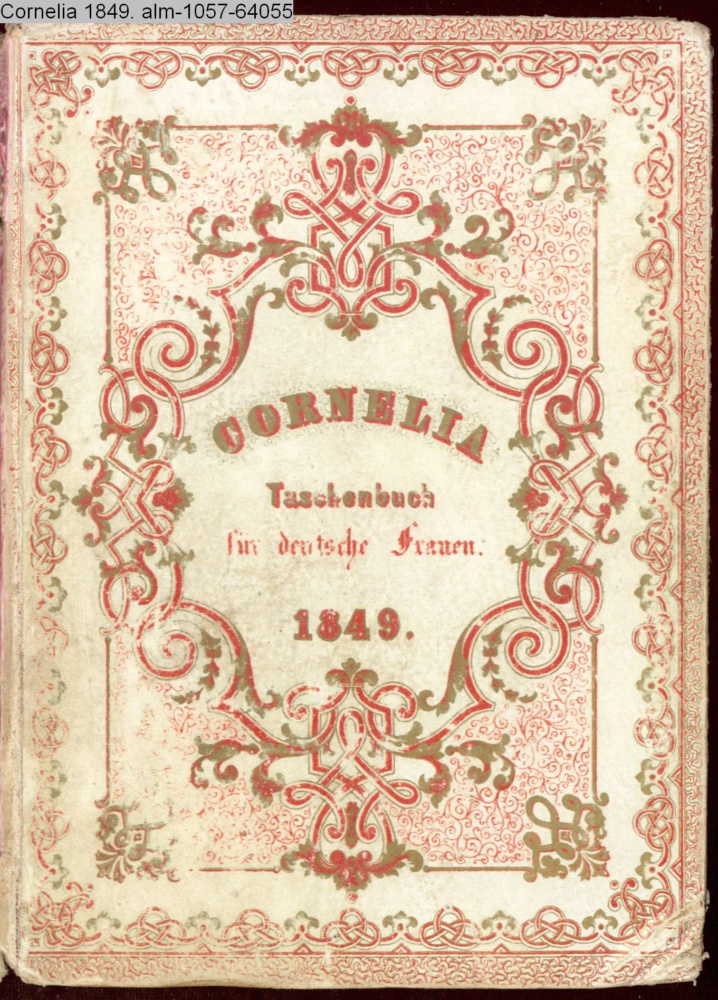 Cornelia 1849. alm-1057-64055
CORNELIA
Taschenbuch
für deutsche Frauen.
1849.